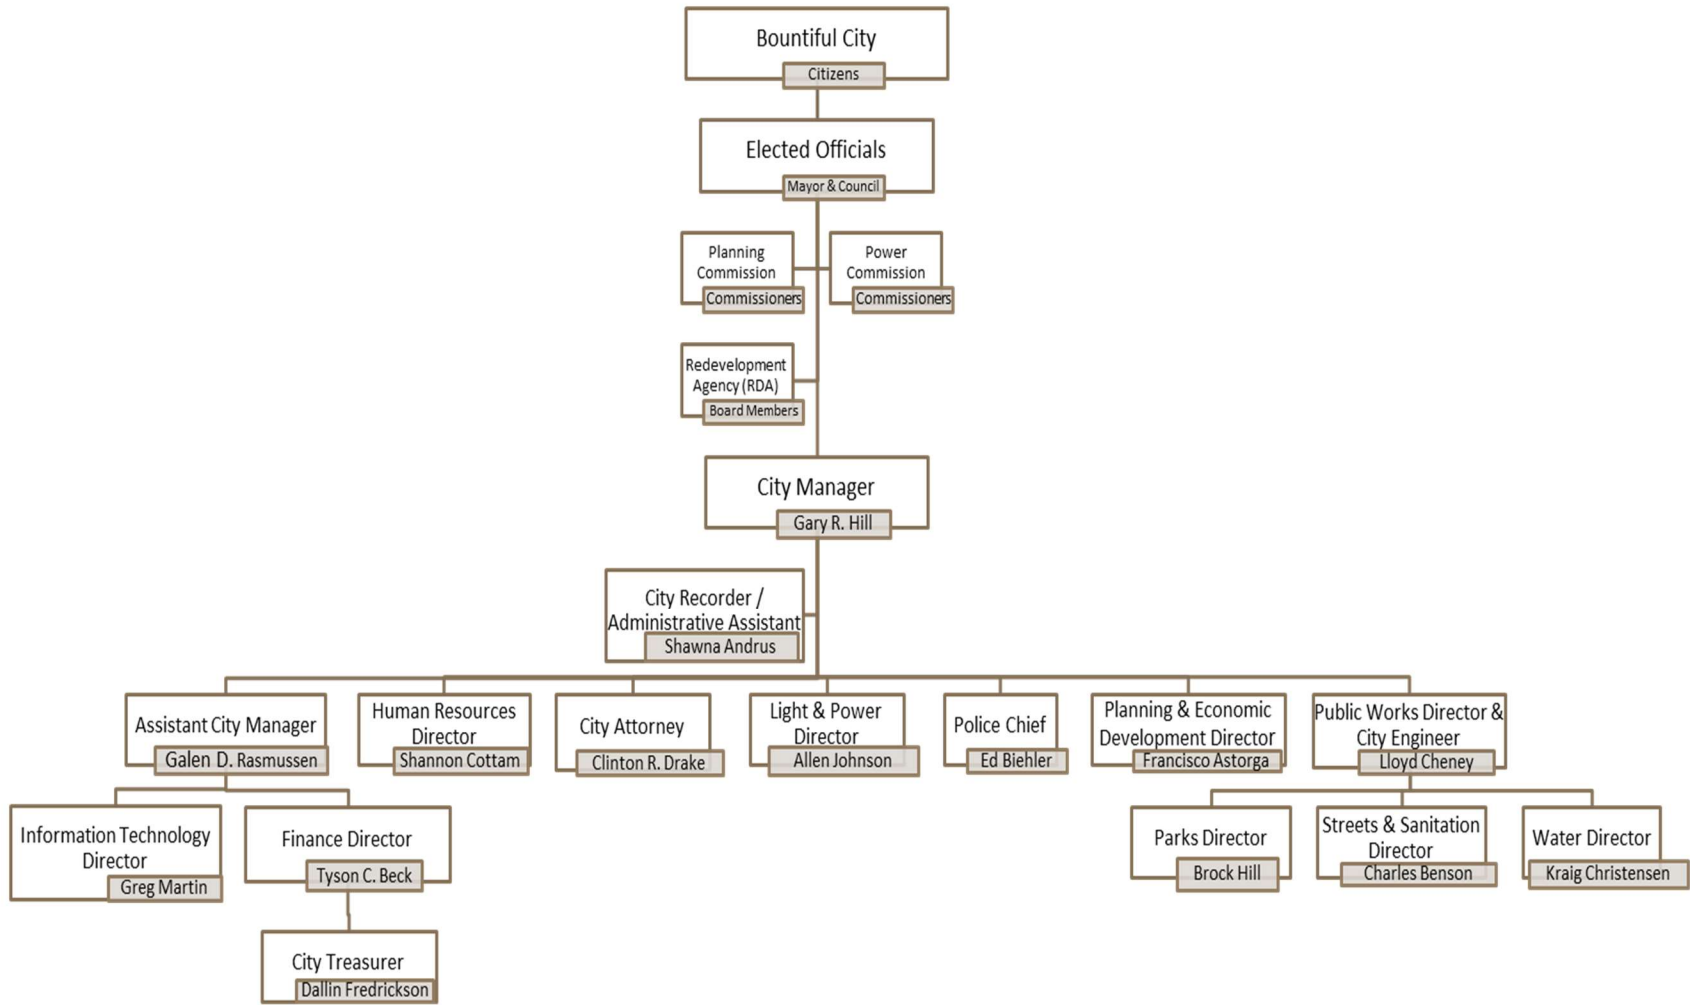 Bountiful City
Citizens
Elected Officials
Mayor & Council
Planning
Commission
Commissioners
Power
Commission
Commissioners
Redevelopment
Agency (RDA)
Board Members
City Manager
Gary R. Hill
City Recorder /
Administrative Assistant
Shawna Andrus
Assistant City Manager
Galen D. Rasmussen
Human Resources
Director
Shannon Cottam
City Attorney
Clinton R. Drake
Light & Power
Director
Allen Johnson
Police Chief
Ed Biehler
Planning & Economic
Development Director
Francisco Astorga
Public Works Director &
City Engineer
Lloyd Cheney
Information Technology
Director
Greg Martin
Finance Director
Tyson C. Beck
Parks Director
Brock Hill
Streets & Sanitation
Director
Charles Benson
Water Director
Kraig Christensen
City Treasurer
Dallin Fredrickson